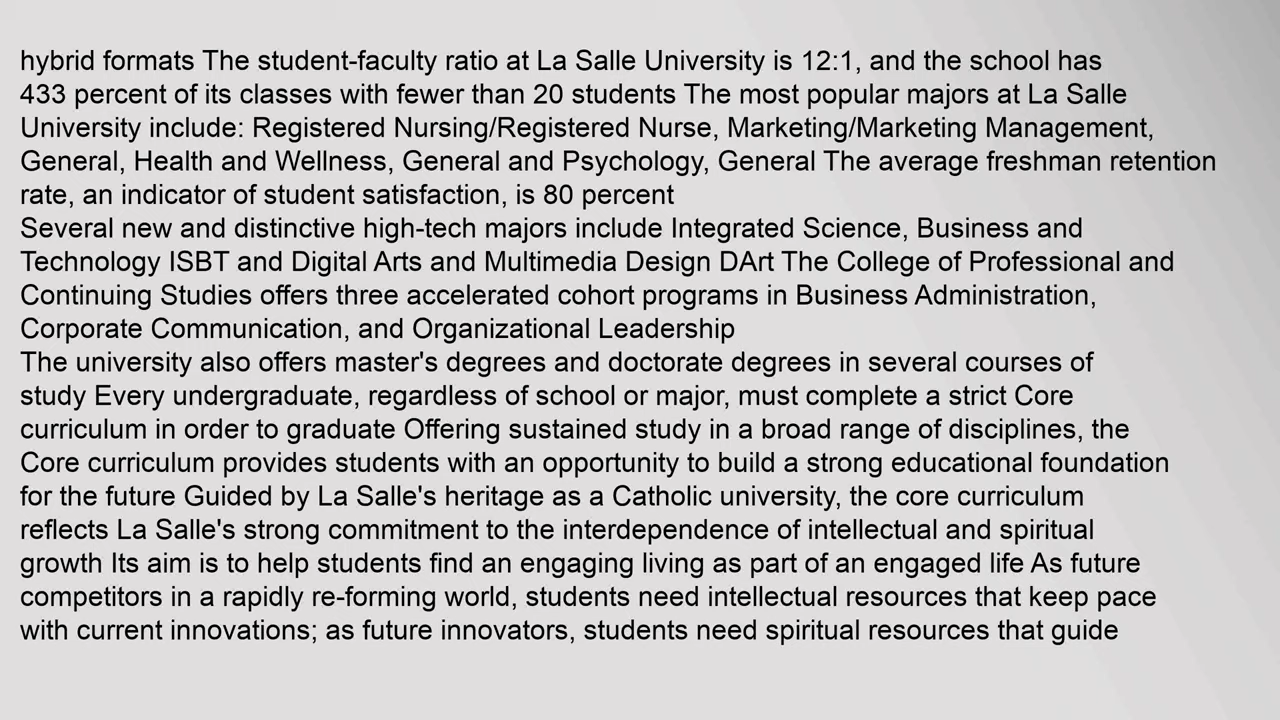 hybrid formats The student-faculty ratio at La Salle University is 12:1, and the school has
433 percent of its classes with fewer than 20 students The most popular majors at La Salle
University include: Registered Nursing/Registered Nurse, Marketing/Marketing Management,
General, Health and Wellness, General and Psychology, General The average freshman retention
rate, an indicator of student satisfaction, is 80 percent
Several new and distinctive high-tech majors include Integrated Science, Business and
Technology ISBT and Digital Arts and Multimedia Design DArt The College of Professional and
Continuing Studies offers three accelerated cohort programs in Business Administration,
Corporate Communication, and Organizational Leadership
The university also offers master's degrees and doctorate degrees in several courses of
study Every undergraduate, regardless of school or major, must complete a strict Core
curriculum in order to graduate Offering sustained study in a broad range of disciplines, the
Core curriculum provides students with an opportunity to build a strong educational foundation
for the future Guided by La Salle's heritage as a Catholic university, the core curriculum
reflects La Salle's strong commitment to the interdependence of intellectual and spiritual
growth Its aim is to help students find an engaging living as part of an engaged life As future
competitors in a rapidly re-forming world, students need intellectual resources that keep pace
with current innovations; as future innovators, students need spiritual resources that guide